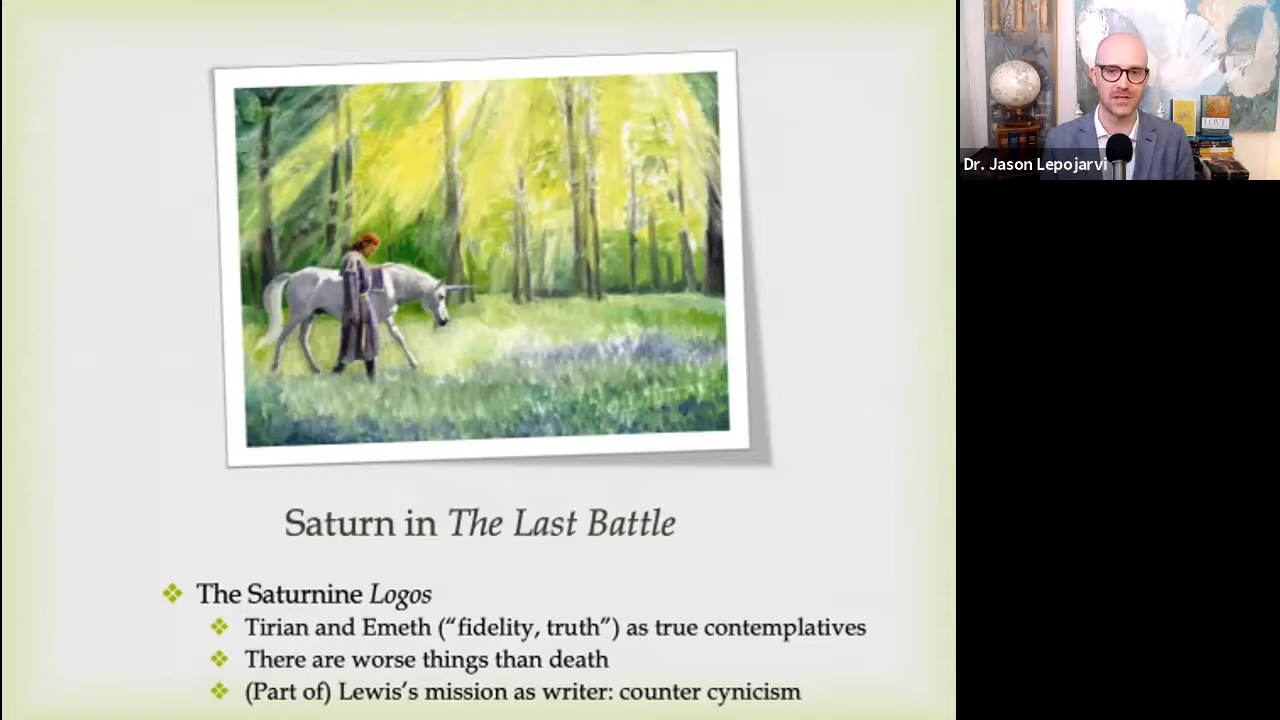 Dr. Jason Lepojarvi
LOVE
Saturn in The Last Battle
The Saturnine Logos
Tirian and Emeth (“fidelity, truth”) as true contemplatives
There are worse things than death
(Part of) Lewis’s mission as writer: counter cynicism